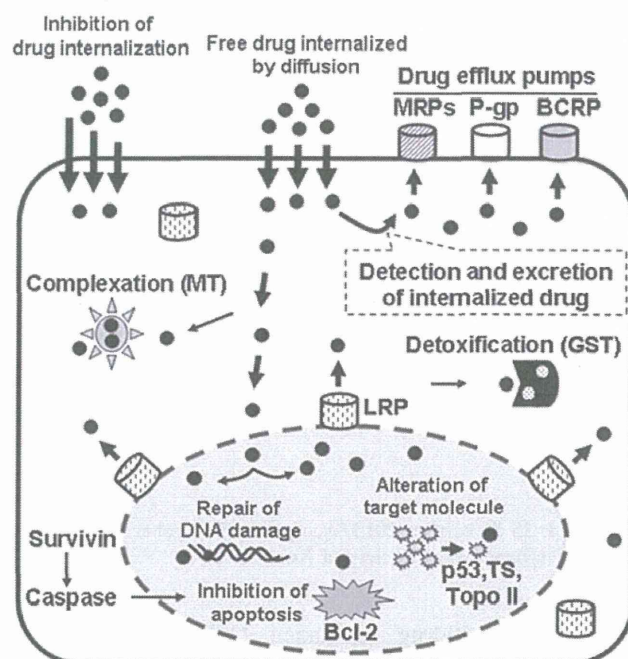 Inhibition of
drug internalization
Free drug internalized
by diffusion
Drug efflux pumps
MRPs P-gp BCRP
Detection and excretion
of internalized drug
Complexation (MT)
Detoxification (GST)
LRP
Repair of
DNA damage
Alteration of
target molecule
p53,TS,
Topo II
Survivin
Caspase
Inhibition of
apoptosis
Bcl-2